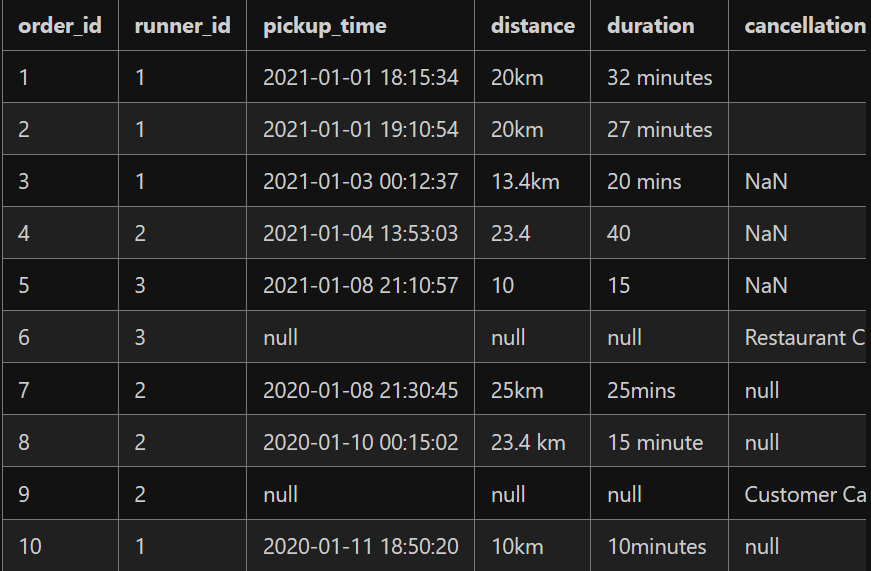 order_id runner_id pickup_time distance duration cancellation
1 1 2021-01-01 18:15:34 20km 32 minutes
2 1 2021-01-01 19:10:54 20km 27 minutes
3 1 2021-01-03 00:12:37 13.4km 20 mins NaN
4 2 2021-01-04 13:53:03 23.4 40 NaN
5 3 2021-01-08 21:10:57 10 15 NaN
6 3 null null null Restaurant C
7 2 2020-01-08 21:30:45 25km 25mins null
8 2 2020-01-10 00:15:02 23.4 km 15 minute null
9 2 null null null Customer Ca
10 1 2020-01-11 18:50:20 10km 10minutes null